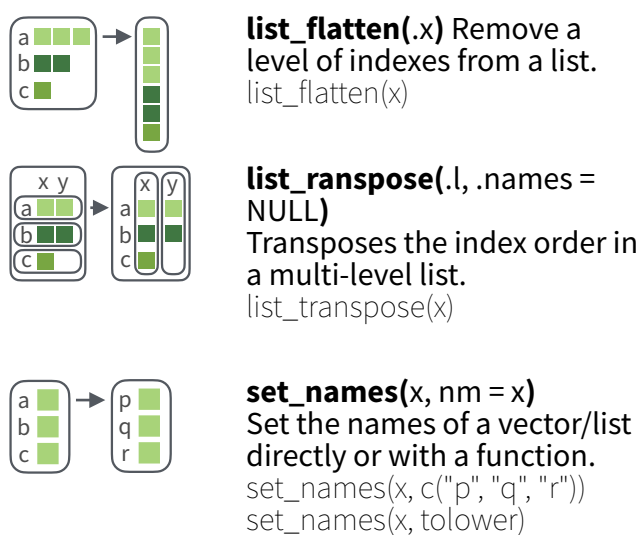 a
b
c
list_flatten(.x) Remove a
level of indexes from a list.
list_flatten(x)
x y
a
b
c
x y
a
b
c
list_ranspose(.l, .names =
NULL)
Transposes the index order in
a multi-level list.
list_transpose(x)
a
b
c
p
q
r
set_names(x, nm = x)
Set the names of a vector/list
directly or with a function.
set_names(x, c("p", "q", "r"))
set_names(x, tolower)